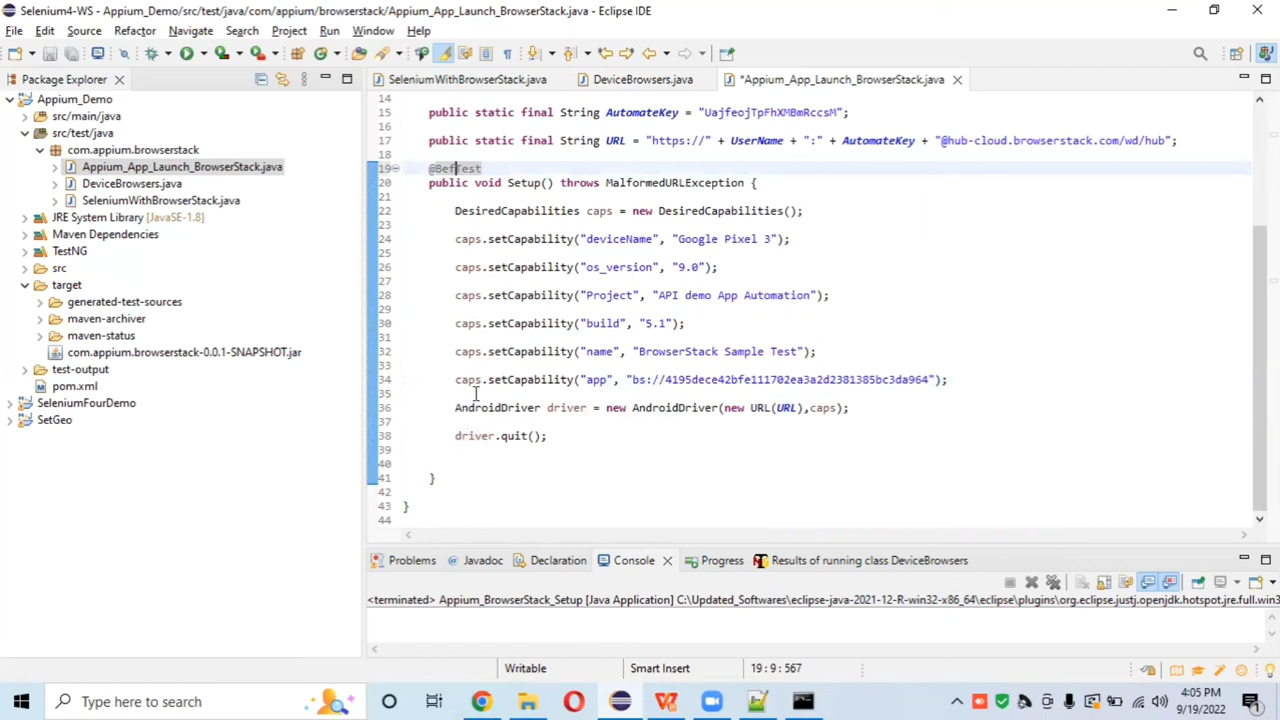 Selenium4-WS - Appium_Demo/src/test/java/com/appium/browserstack/Appium_App_Launch_BrowserStack.java - Eclipse IDE
File Edit Source Refactor Navigate Search Project Run Window Help
Package Explorer
SeleniumWithBrowserStack.java DeviceBrowsers.java *Appium_App_Launch_BrowserStack.java
Appium_Demo
src/main/java
src/test/java
com.appium.browserstack
Appium_App_Launch_BrowserStack.java
DeviceBrowsers.java
SeleniumWithBrowserStack.java
JRE System Library [JavaSE-1.8]
Maven Dependencies
TestNG
src
target
generated-test-sources
maven-archiver
maven-status
com.appium.browserstack-0.0.1-SNAPSHOT.jar
test-output
pom.xml
SeleniumFourDemo
SetGeo
14
15 public static final String AutomateKey = "UajfeojTpFhXMBmRccsM";
16
17 public static final String URL = "https://" + UserName + ":" + AutomateKey + "@hub-cloud.browserstack.com/wd/hub";
18
19 @BefTest
20 public void Setup() throws MalformedURLException {
21
22 DesiredCapabilities caps = new DesiredCapabilities();
23
24 caps.setCapability("deviceName", "Google Pixel 3");
25
26 caps.setCapability("os_version", "9.0");
27
28 caps.setCapability("Project", "API demo App Automation");
29
30 caps.setCapability("build", "5.1");
31
32 caps.setCapability("name", "BrowserStack Sample Test");
33
34 caps.setCapability("app", "bs://4195dece42bfe111702ea3a2d2381385bc3da964");
35
36 AndroidDriver driver = new AndroidDriver(new URL(URL),caps);
37
38 driver.quit();
39
40
41 }
42
43 }
44
Problems Javadoc Declaration Console Progress Results of running class DeviceBrowsers
<terminated> Appium_BrowserStack_Setup [Java Application] C:\Updated_Softwares\eclipse-java-2021-12-R-win32-x86_64\eclipse\plugins\org.eclipse.justj.openjdk.hotspot.jre.full.win3
Writable Smart Insert 19 : 9 : 567
Type here to search
4:05 PM
9/19/2022